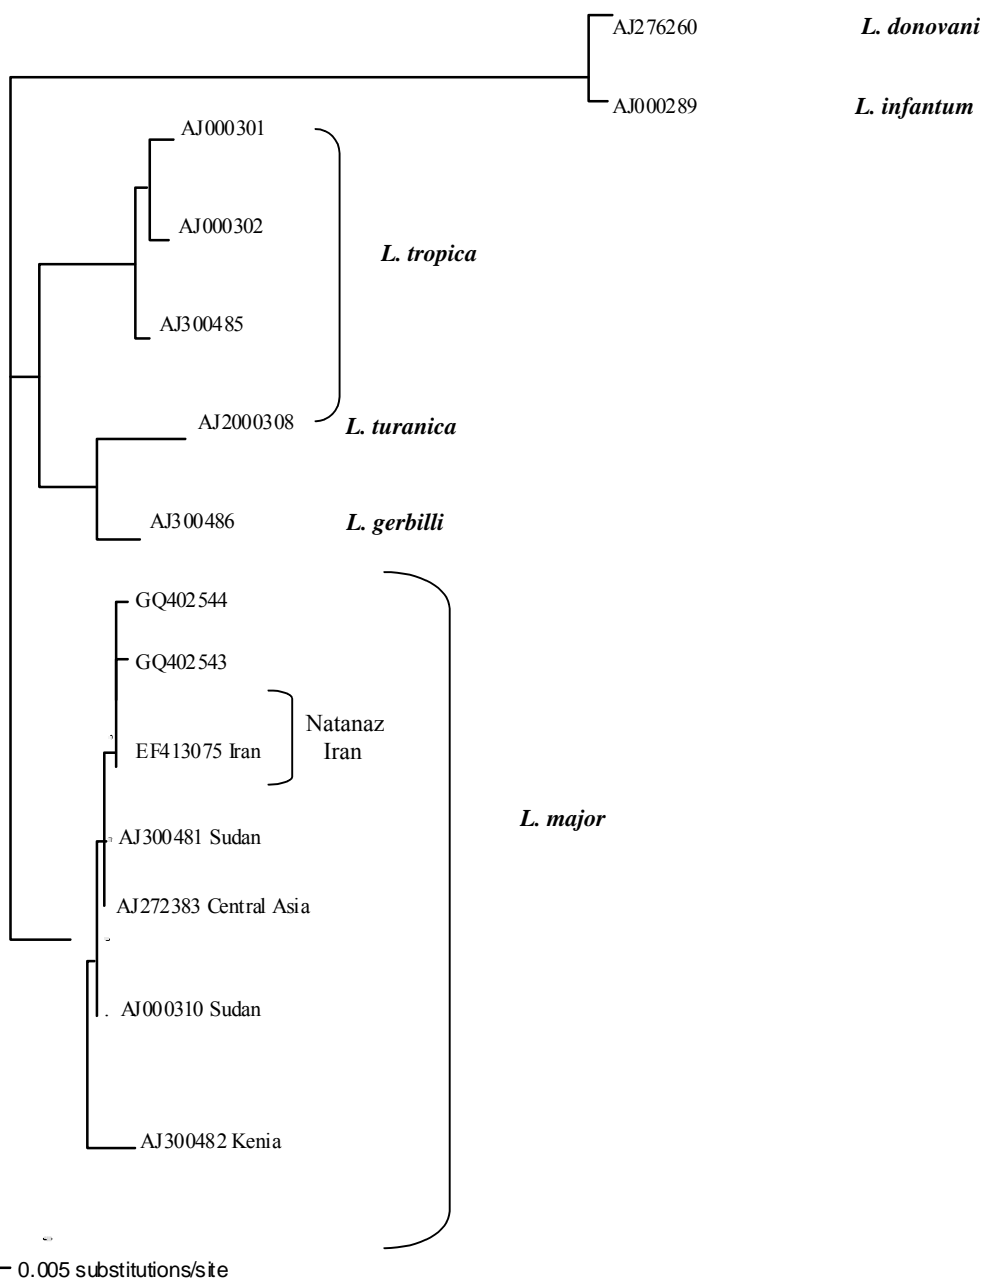 AJ276260 L. donovani
AJ000289 L. infantum
AJ000301
AJ000302
L. tropica
AJ300485
AJ2000308 L. turanica
AJ300486 L. gerbilli
GQ402544
GQ402543
Natanaz
Iran
EF413075 Iran
L. major
AJ300481 Sudan
AJ272383 Central Asia
AJ000310 Sudan
AJ300482 Kenia
0.005 substitutions/site